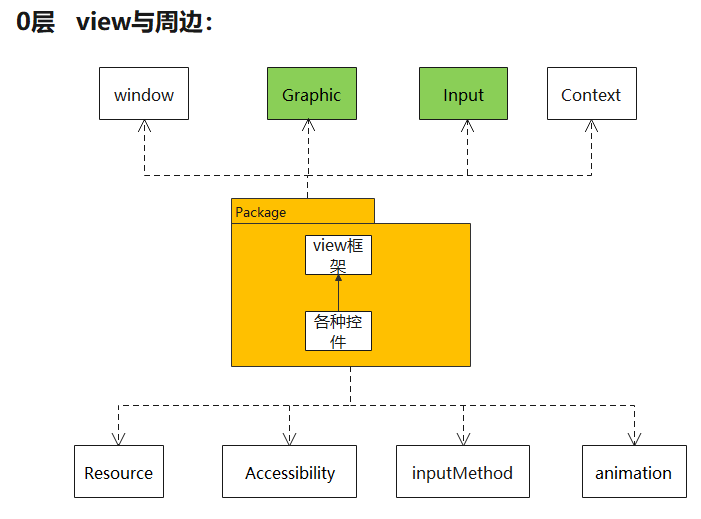 0层 view与周边：
window
Graphic
Input
Context
Package
view框
架
各种控
件
Resource
Accessibility
inputMethod
animation